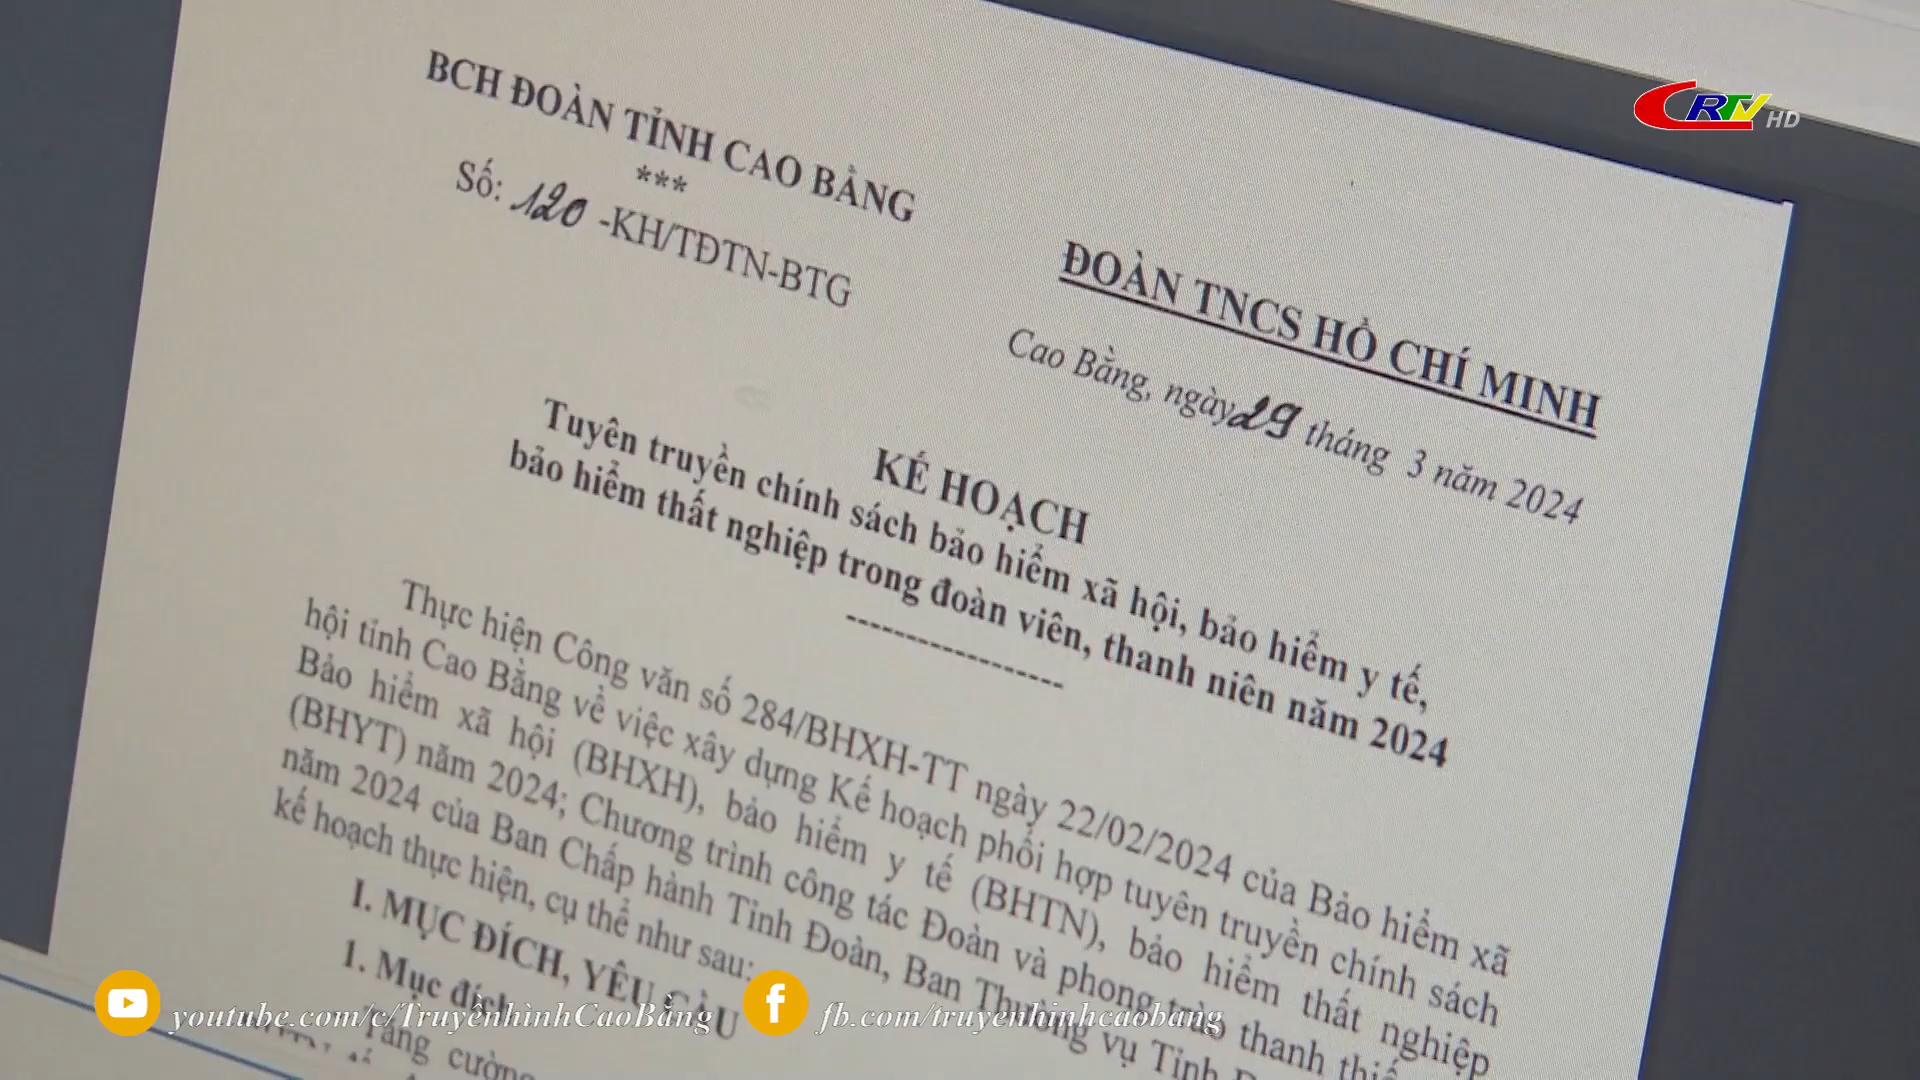 CRTV HD
BCH ĐOÀN TỈNH CAO BẰNG
***
Số: 120 -KH/TĐTN-BTG
ĐOÀN TNCS HỒ CHÍ MINH
Cao Bằng, ngày 29 tháng 3 năm 2024
KẾ HOẠCH
Tuyên truyền chính sách bảo hiểm xã hội, bảo hiểm y tế,
bảo hiểm thất nghiệp trong đoàn viên, thanh niên năm 2024
----------------
Thực hiện Công văn số 284/BHXH-TT ngày 22/02/2024 của Bảo hiểm xã
hội tỉnh Cao Bằng về việc xây dựng Kế hoạch phối hợp tuyên truyền chính sách
Bảo hiểm xã hội (BHXH), bảo hiểm y tế (BHTN), bảo hiểm thất nghiệp
(BHYT) năm 2024; Chương trình công tác Đoàn và phong trào thanh
năm 2024 của Ban Chấp hành Tỉnh Đoàn, Ban Thường vụ Tỉnh
kế hoạch thực hiện, cụ thể như sau:
I. MỤC ĐÍCH, YÊU CẦU
1. Mục đích
Tăng cường
youtube.com/c/TruyềnhìnhCaoBằng
fb.com/truyenhinhcaobang